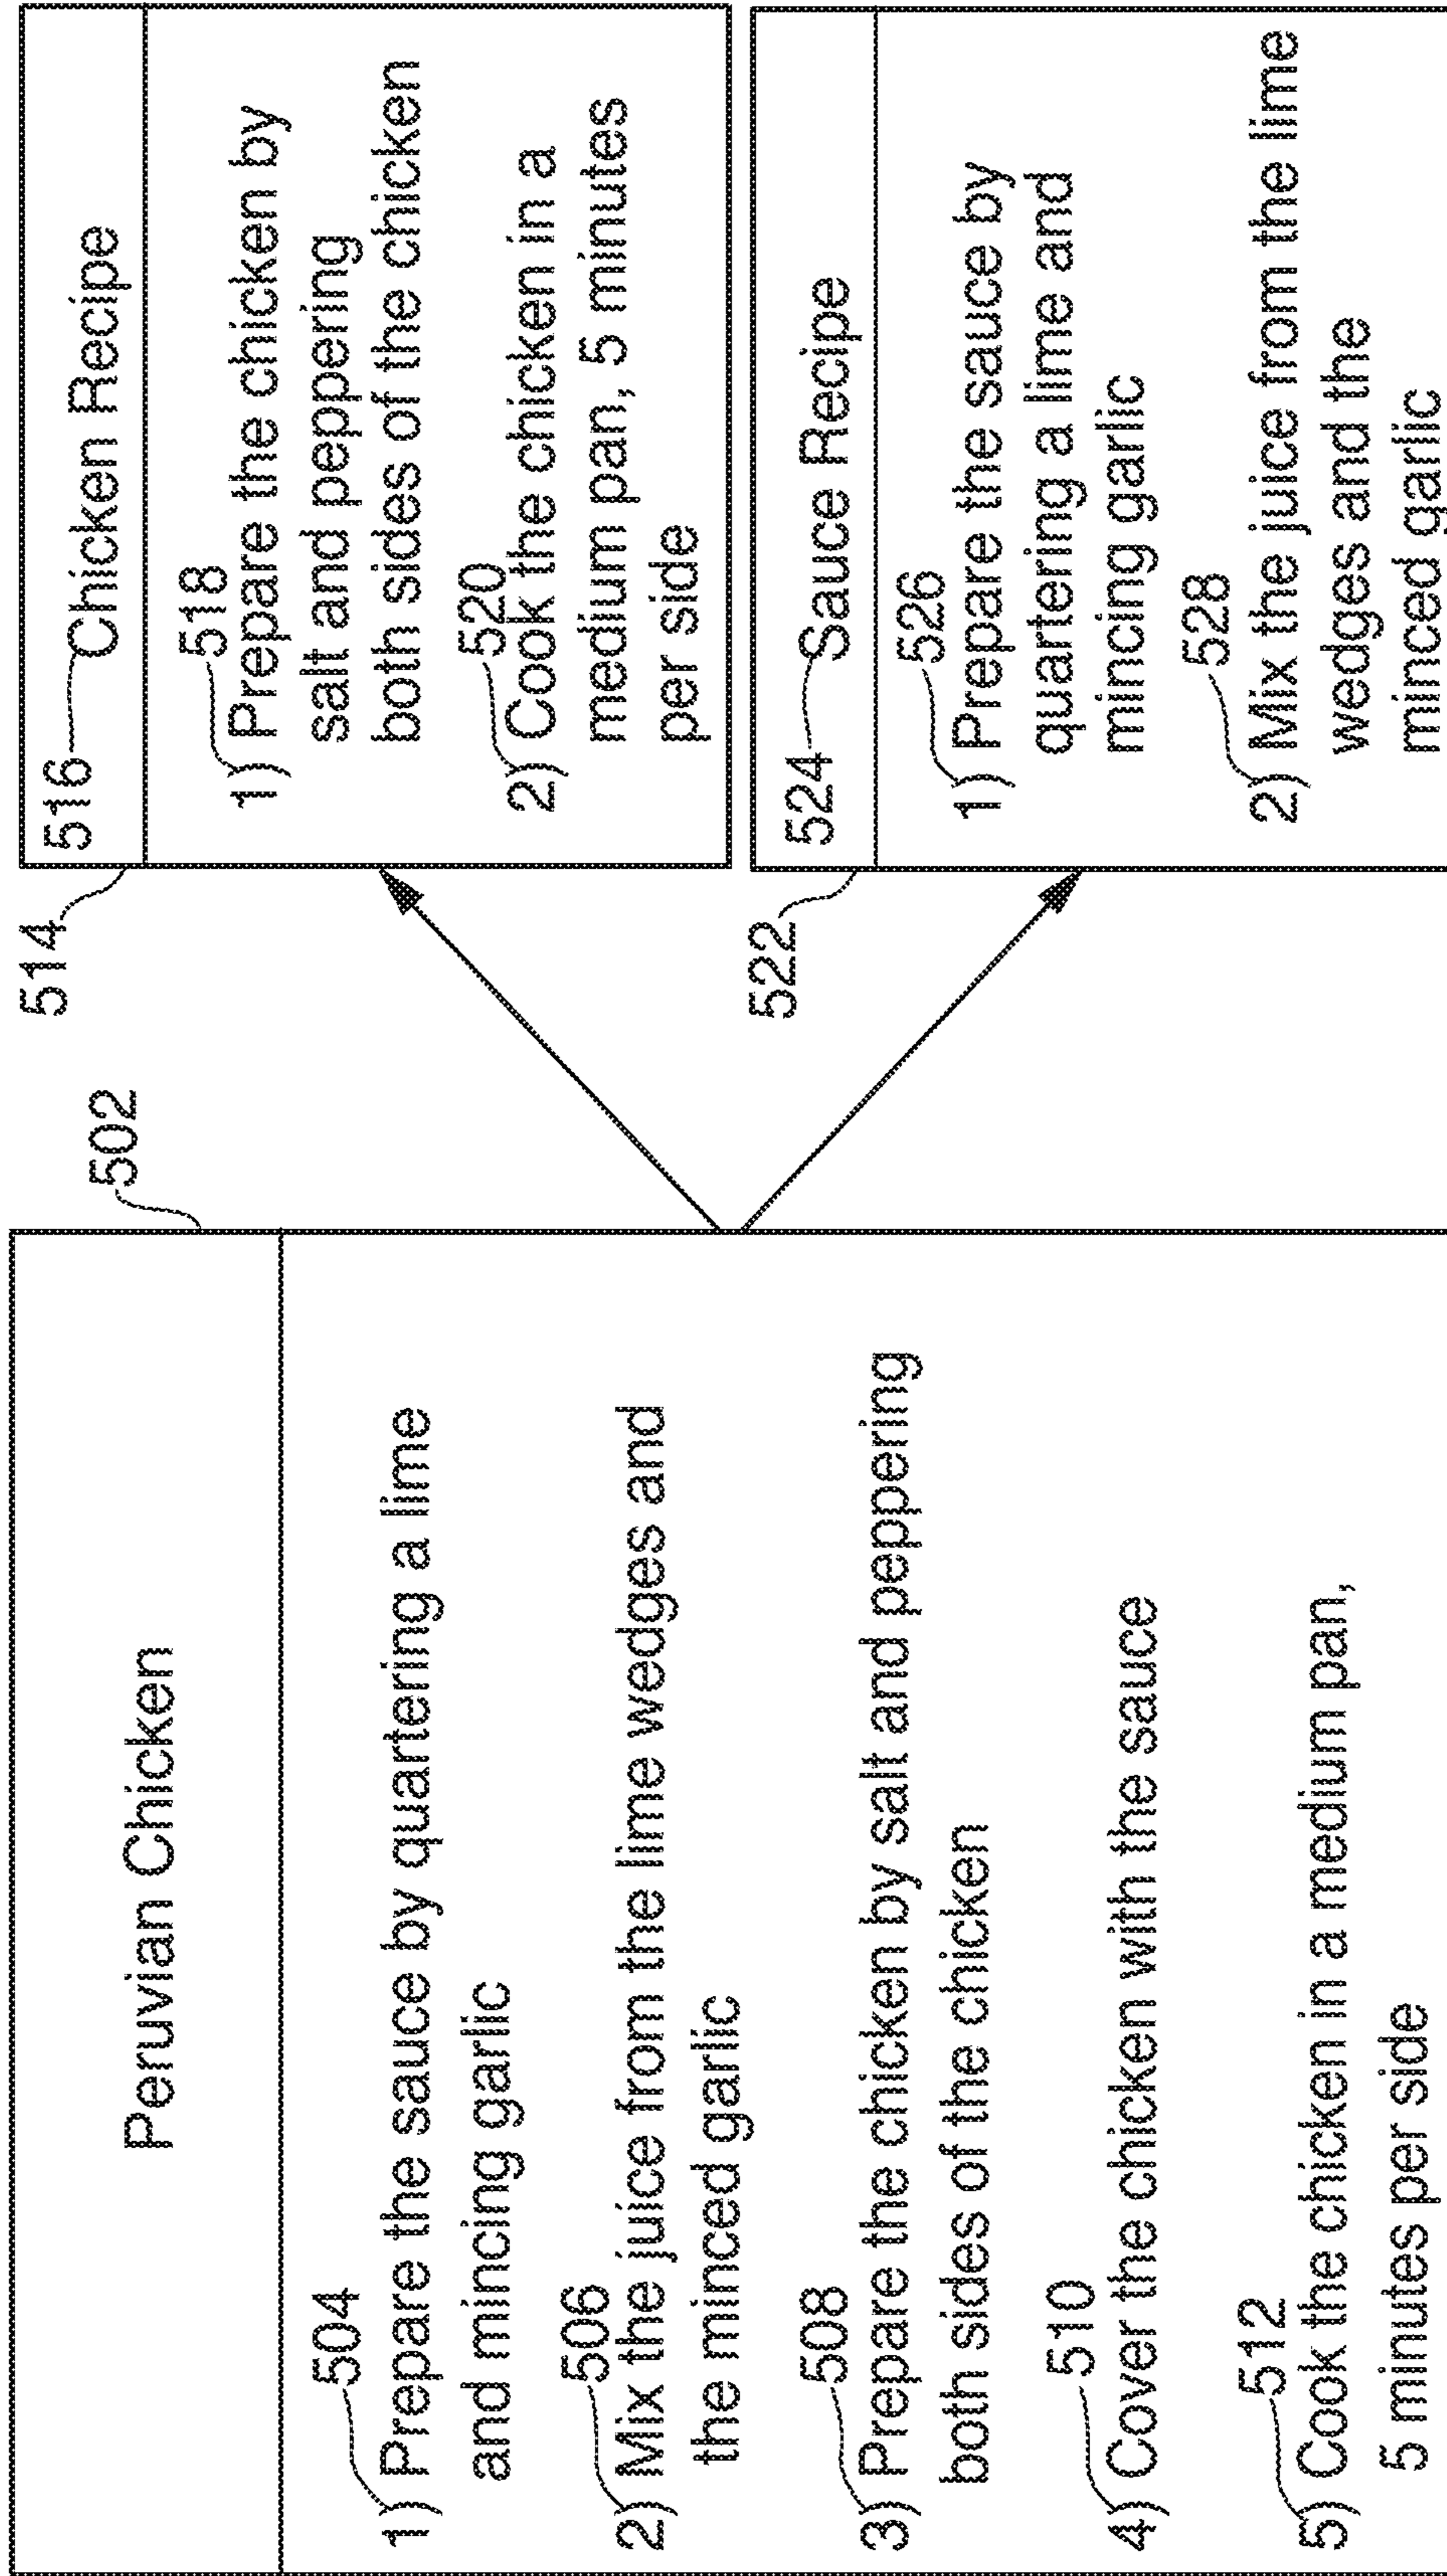 Peruvian Chicken
502
504
1) Prepare the sauce by quartering a lime
and mincing garlic
506
2) Mix the juice from the lime wedges and
the minced garlic
508
3) Prepare the chicken by salt and peppering
both sides of the chicken
510
4) Cover the chicken with the sauce
512
5) Cook the chicken in a medium pan,
5 minutes per side
514
516 Chicken Recipe
518
1) Prepare the chicken by
salt and peppering
both sides of the chicken
520
2) Cook the chicken in a
medium pan, 5 minutes
per side
522
524 Sauce Recipe
526
1) Prepare the sauce by
quartering a lime and
mincing garlic
528
2) Mix the juice from the lime
wedges and the
minced garlic